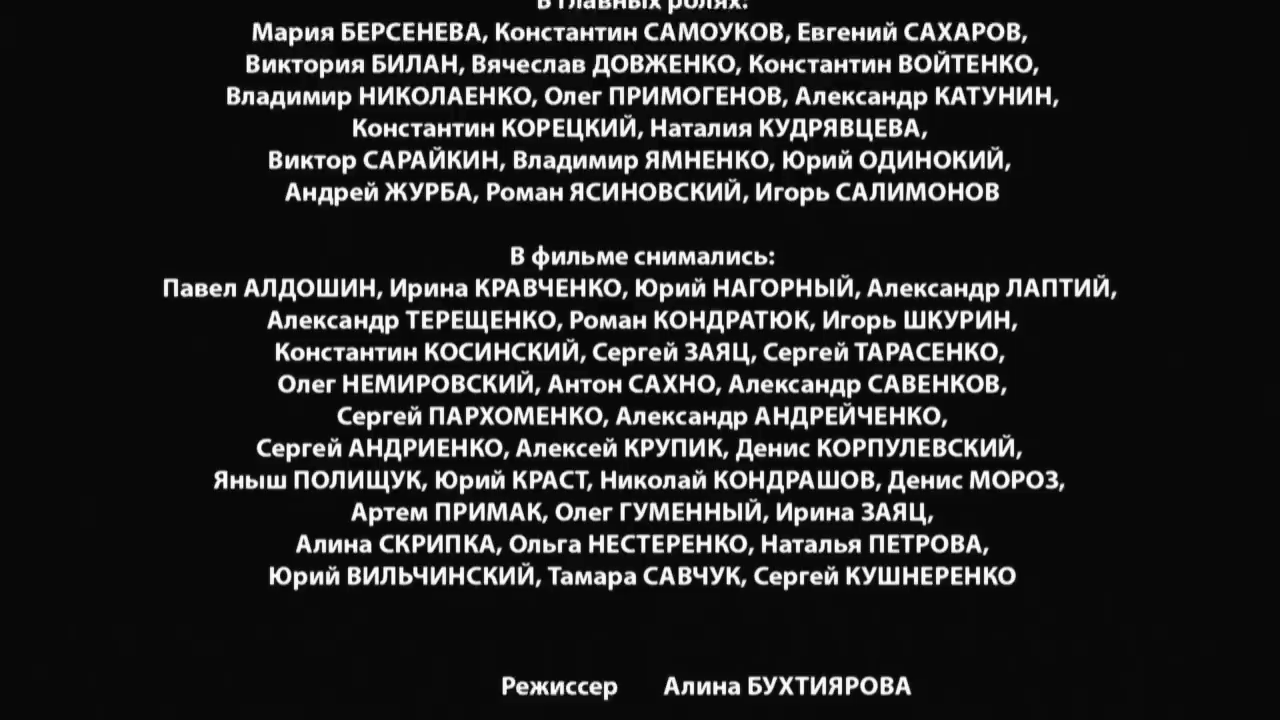 В главных ролях:
Мария БЕРСЕНЕВА, Константин САМОУКОВ, Евгений САХАРОВ,
Виктория БИЛАН, Вячеслав ДОВЖЕНКО, Константин ВОЙТЕНКО,
Владимир НИКОЛАЕНКО, Олег ПРИМОГЕНОВ, Александр КАТУНИН,
Константин КОРЕЦКИЙ, Наталия КУДРЯВЦЕВА,
Виктор САРАЙКИН, Владимир ЯМНЕНКО, Юрий ОДИНОКИЙ,
Андрей ЖУРБА, Роман ЯСИНОВСКИЙ, Игорь САЛИМОНОВ
В фильме снимались:
Павел АЛДОШИН, Ирина КРАВЧЕНКО, Юрий НАГОРНЫЙ, Александр ЛАПТИЙ,
Александр ТЕРЕЩЕНКО, Роман КОНДРАТЮК, Игорь ШКУРИН,
Константин КОСИНСКИЙ, Сергей ЗАЯЦ, Сергей ТАРАСЕНКО,
Олег НЕМИРОВСКИЙ, Антон САХНО, Александр САВЕНКОВ,
Сергей ПАРХОМЕНКО, Александр АНДРЕЙЧЕНКО,
Сергей АНДРИЕНКО, Алексей КРУПИК, Денис КОРПУЛЕВСКИЙ,
Яныш ПОЛИЩУК, Юрий КРАСТ, Николай КОНДРАШОВ, Денис МОРОЗ,
Артем ПРИМАК, Олег ГУМЕННЫЙ, Ирина ЗАЯЦ,
Алина СКРИПКА, Ольга НЕСТЕРЕНКО, Наталья ПЕТРОВА,
Юрий ВИЛЬЧИНСКИЙ, Тамара САВЧУК, Сергей КУШНЕРЕНКО
Режиссер Алина БУХТИЯРОВА